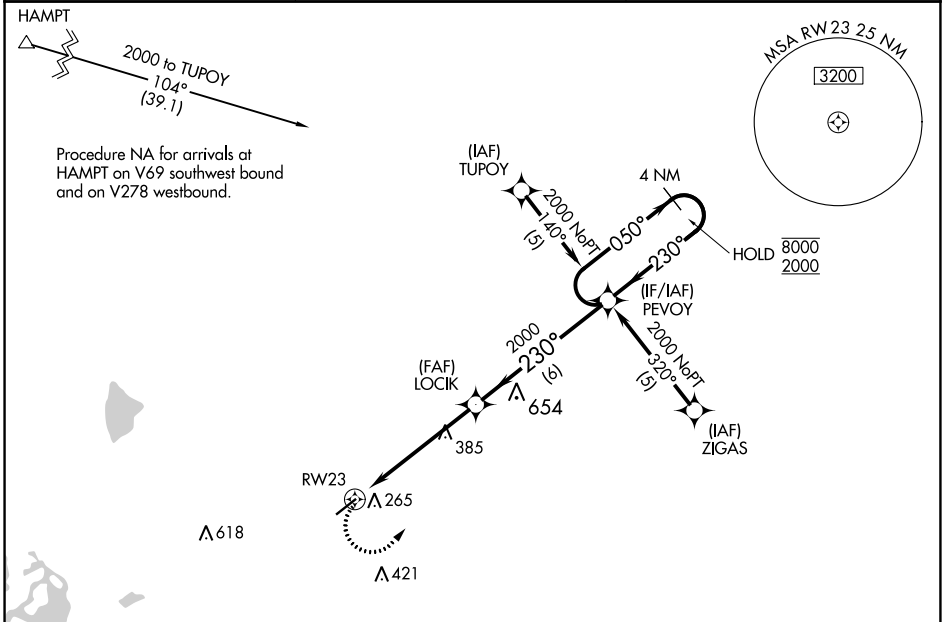 HAMPT
2000 to TUPOY
104°
(39.1)
Procedure NA for arrivals at
HAMPT on V69 southwest bound
and on V278 westbound.
MSA RW23 25 NM
3200
(IAF)
TUPOY
2000 NoPT
140°
(5)
4 NM
050°
230°
HOLD
8000
2000
(IF/IAF)
PEVOY
2000 NoPT
320°
(5)
(IAF)
ZIGAS
2000
230°
(6)
(FAF)
LOCIK
654
385
RW23
265
618
421